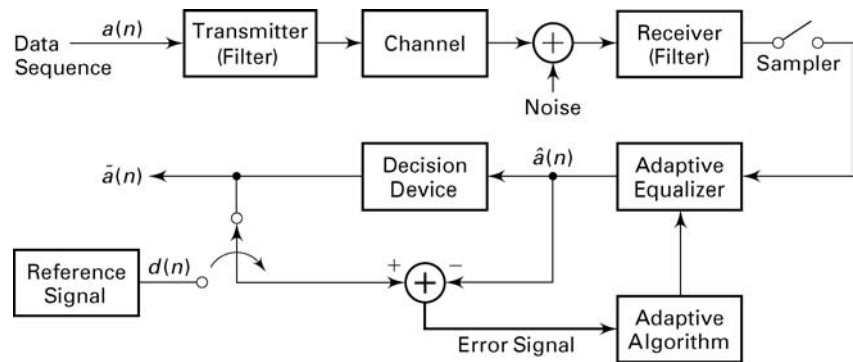 Data
Sequence
a(n)
Transmitter
(Filter)
Channel
+
Noise
Receiver
(Filter)
Sampler
ã(n)
Decision
Device
â(n)
Adaptive
Equalizer
Reference
Signal
d(n)
+
+
−
Error Signal
Adaptive
Algorithm